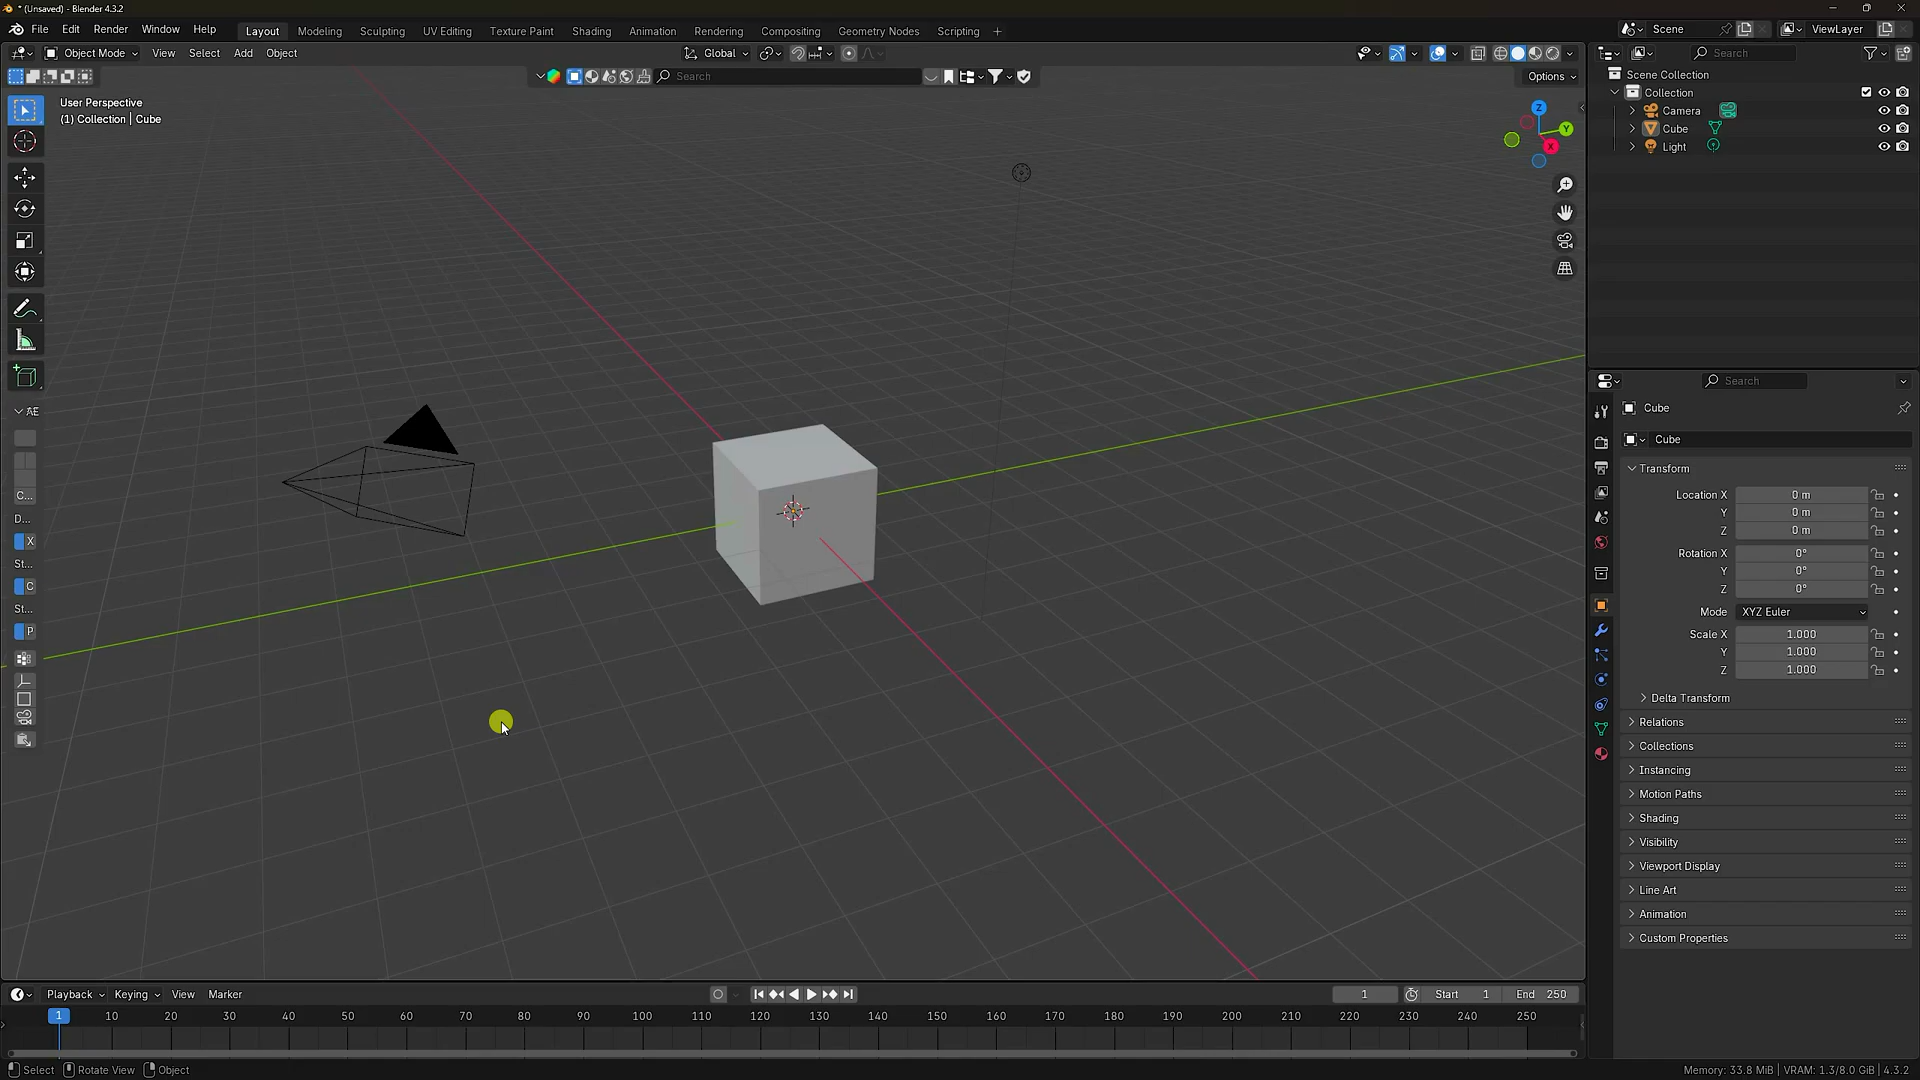 * (Unsaved) - Blender 4.3.2
File Edit Render Window Help Layout Modeling Sculpting UV Editing Texture Paint Shading Animation Rendering Compositing Geometry Nodes Scripting + Scene ViewLayer
Object Mode View Select Add Object Global Search
Search Options
User Perspective
(1) Collection | Cube
Z
Y
X
Scene Collection
Collection
Camera
Cube
Light
AE
C...
D...
X
St...
C
St...
P
Search
Cube
Cube
Transform
Location X 0 m
Y 0 m
Z 0 m
Rotation X 0°
Y 0°
Z 0°
Mode XYZ Euler
Scale X 1.000
Y 1.000
Z 1.000
Delta Transform
Relations
Collections
Instancing
Motion Paths
Shading
Visibility
Viewport Display
Line Art
Animation
Custom Properties
Playback Keying View Marker 1 Start 1 End 250
1 10 20 30 40 50 60 70 80 90 100 110 120 130 140 150 160 170 180 190 200 210 220 230 240 250
Select Rotate View Object Memory: 33.8 MiB | VRAM: 1.3/8.0 GiB | 4.3.2